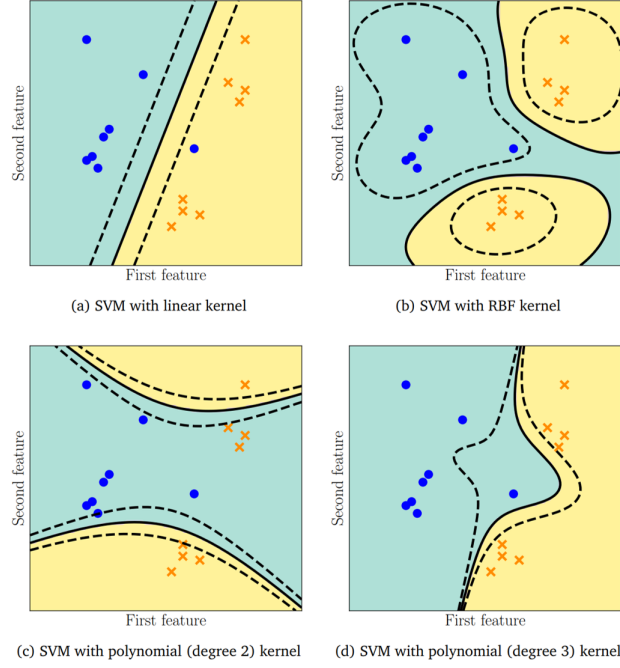 Second feature
First feature
(a) SVM with linear kernel
Second feature
First feature
(b) SVM with RBF kernel
Second feature
First feature
(c) SVM with polynomial (degree 2) kernel
Second feature
First feature
(d) SVM with polynomial (degree 3) kernel